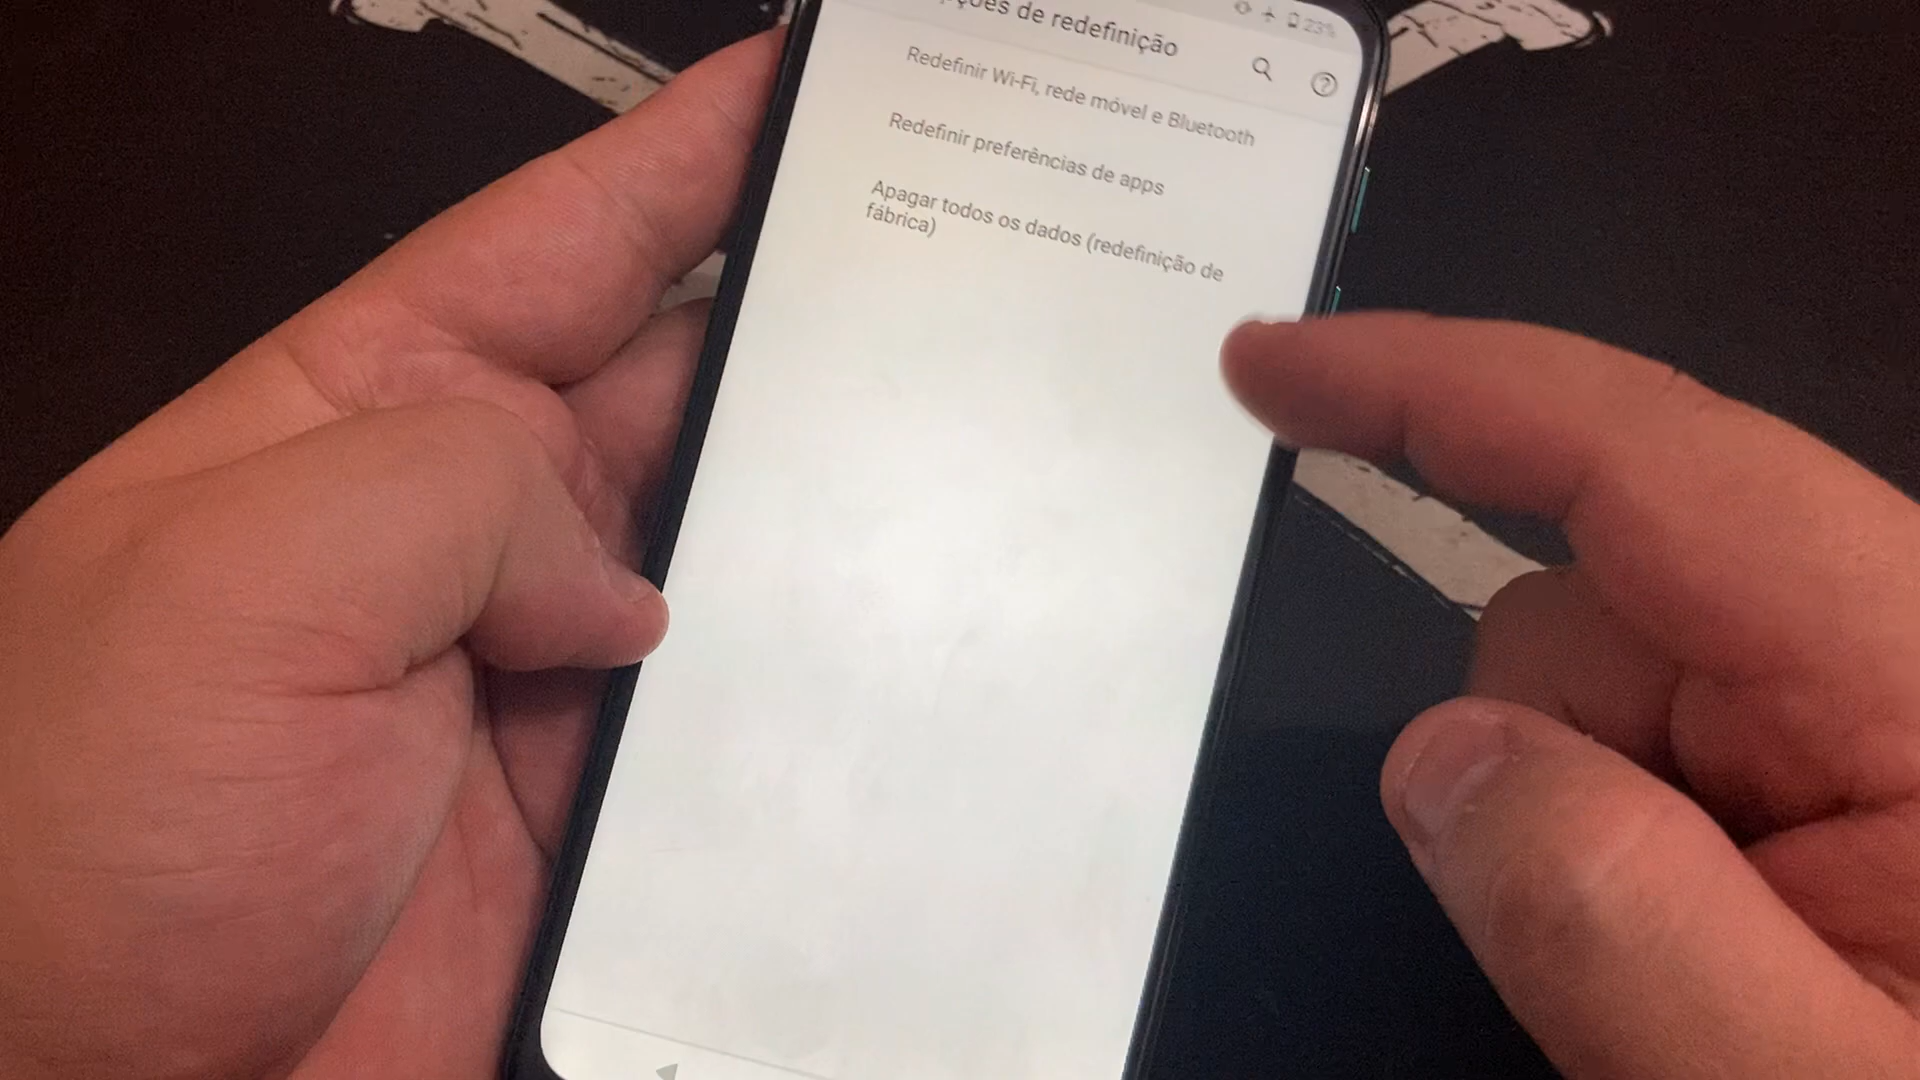 23%
de redefinição
Redefinir Wi-Fi, rede móvel e Bluetooth
Redefinir preferências de apps
Apagar todos os dados (redefinição de
fábrica)